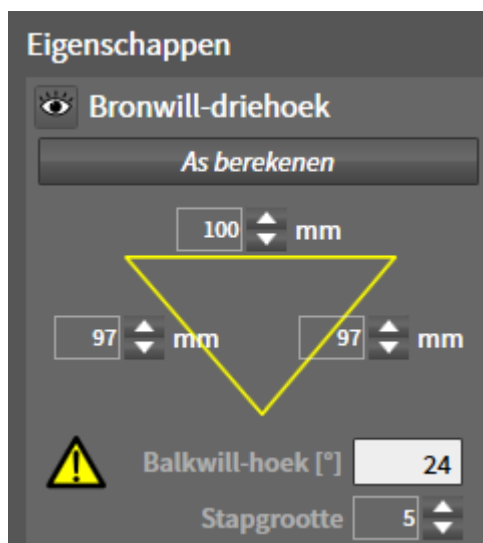 Eigenschappen
Bronwill-driehoek
As berekenen
100 mm
97 mm 97 mm
Balkwill-hoek [°] 24
Stapgrootte 5